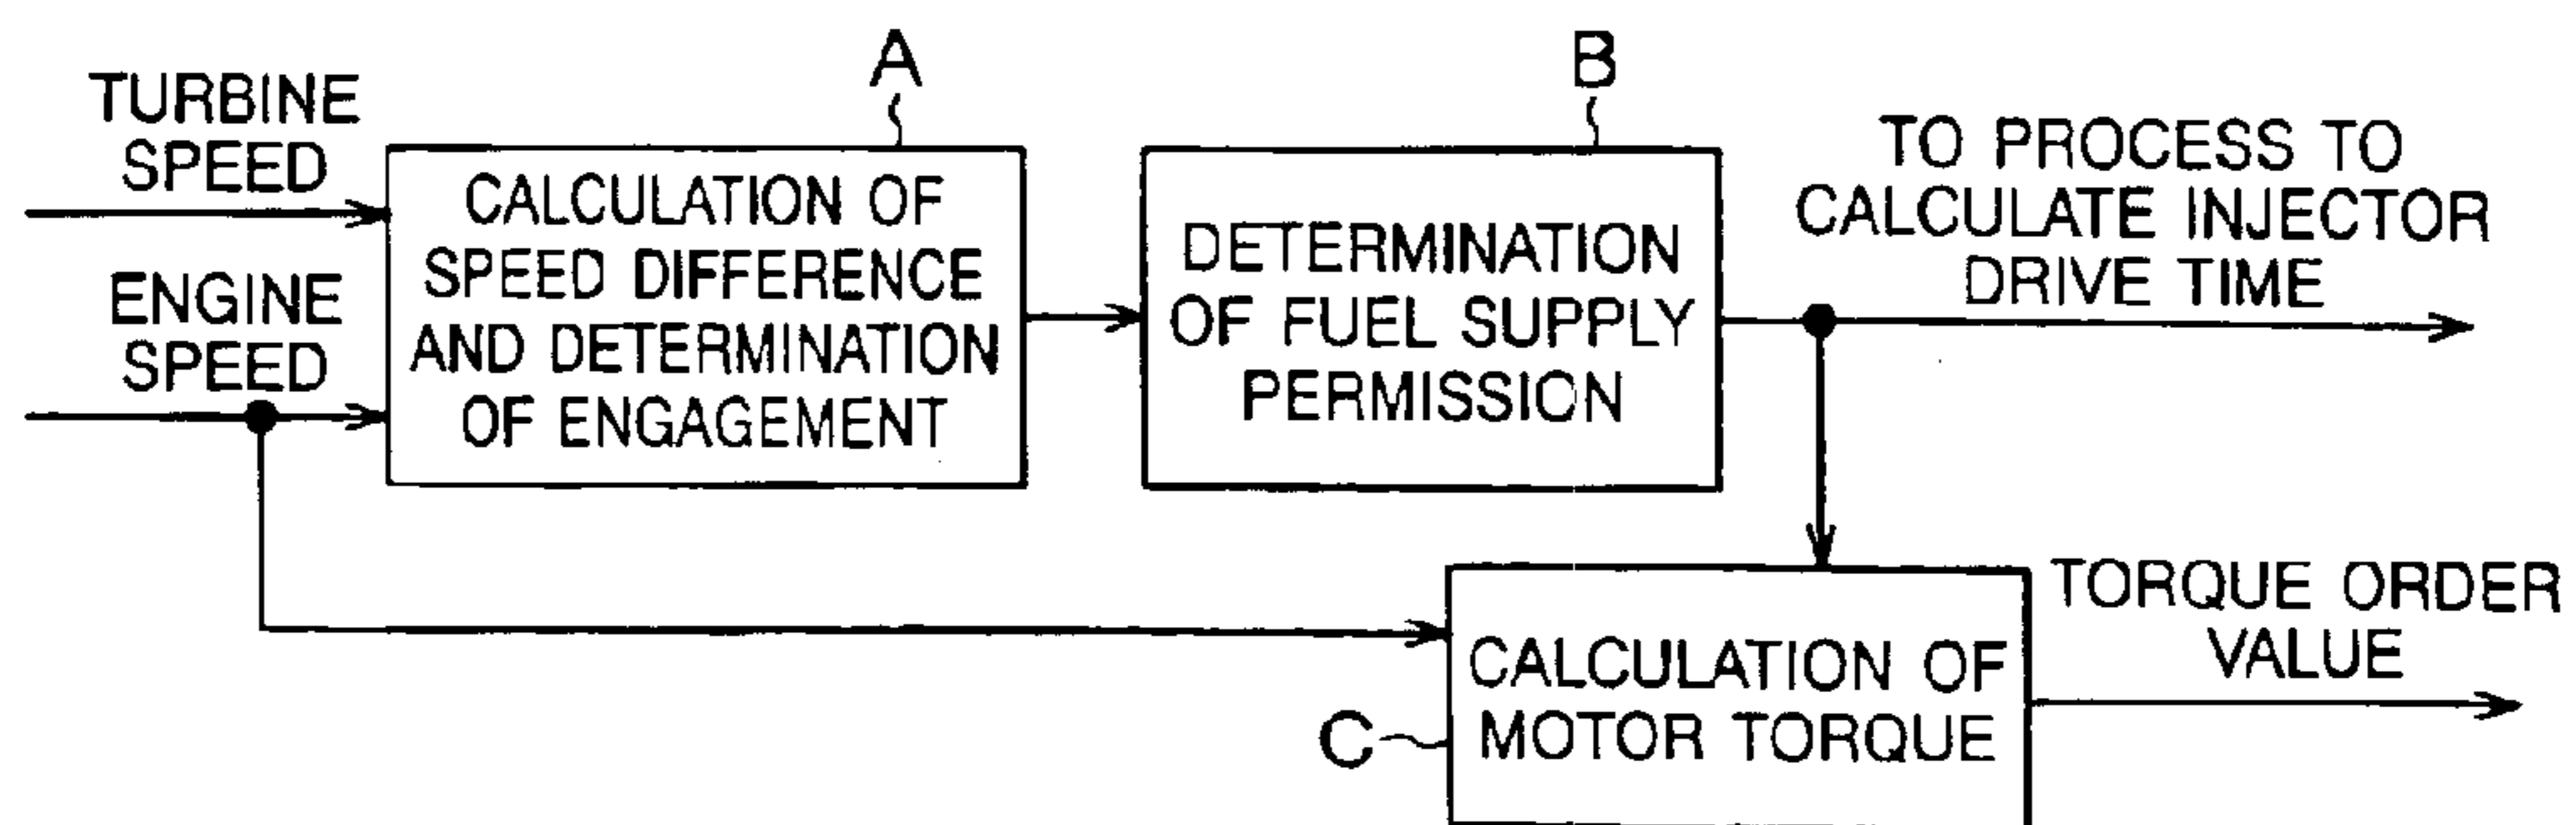 A
B
TURBINE
SPEED
ENGINE
SPEED
CALCULATION OF
SPEED DIFFERENCE
AND DETERMINATION
OF ENGAGEMENT
DETERMINATION
OF FUEL SUPPLY
PERMISSION
TO PROCESS TO
CALCULATE INJECTOR
DRIVE TIME
C
CALCULATION OF
MOTOR TORQUE
TORQUE ORDER
VALUE